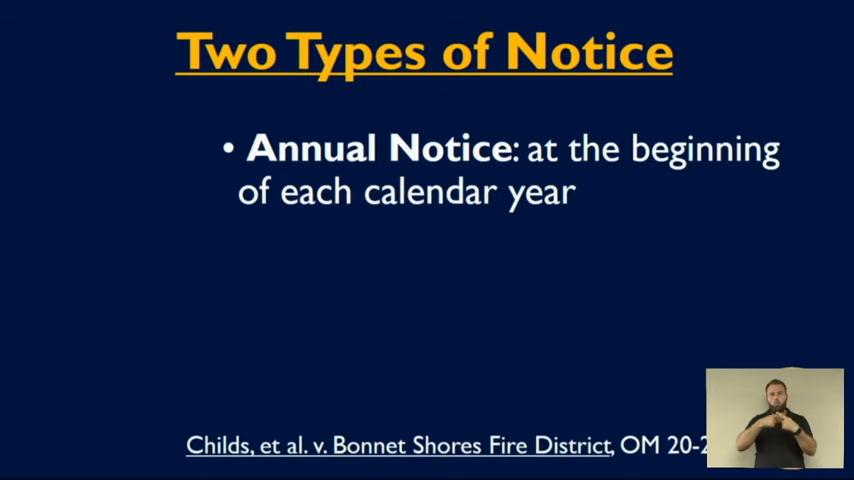 Two Types of Notice
• Annual Notice: at the beginning
of each calendar year
Childs, et al. v. Bonnet Shores Fire District, OM 20-